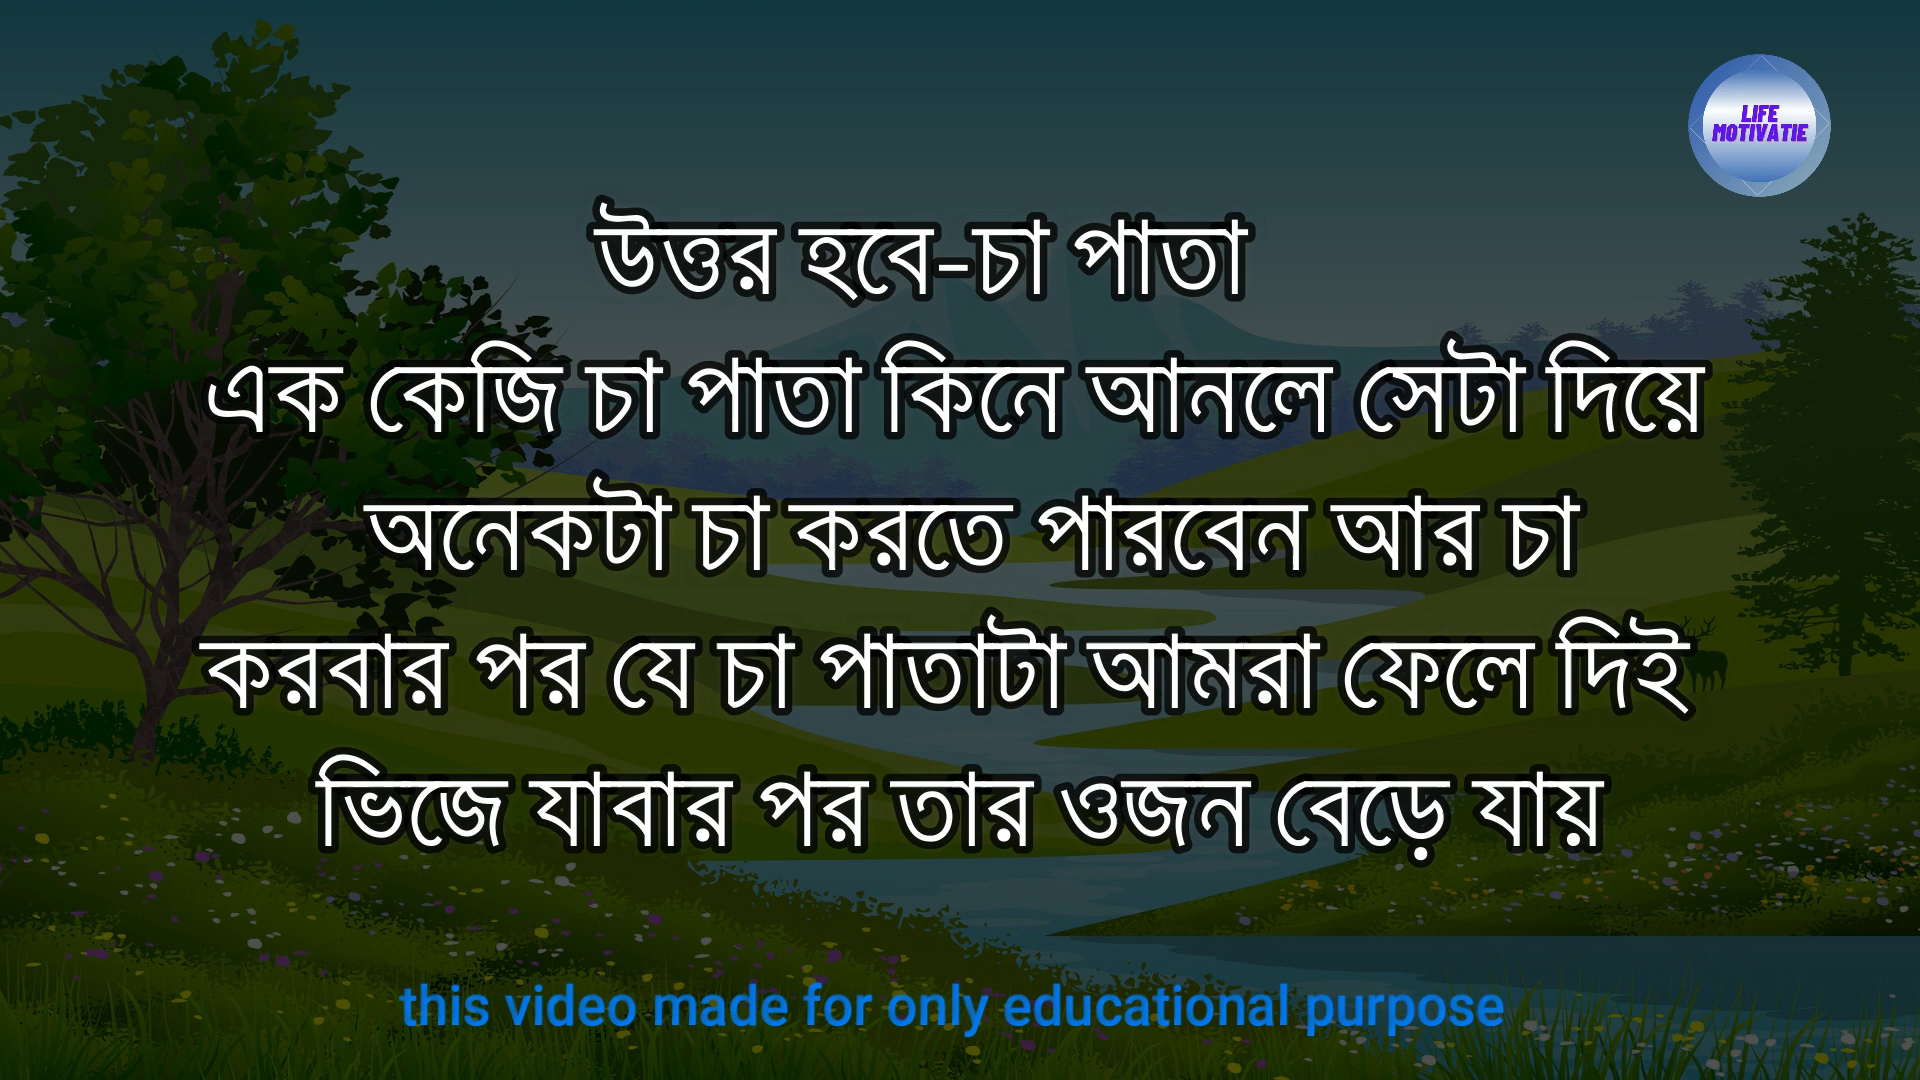 LIFE
MOTIVATIE
উত্তর হবে-চা পাতা
এক কেজি চা পাতা কিনে আনলে সেটা দিয়ে
অনেকটা চা করতে পারবেন আর চা
করবার পর যে চা পাতাটা আমরা ফেলে দিই
ভিজে যাবার পর তার ওজন বেড়ে যায়
this video made for only educational purpose